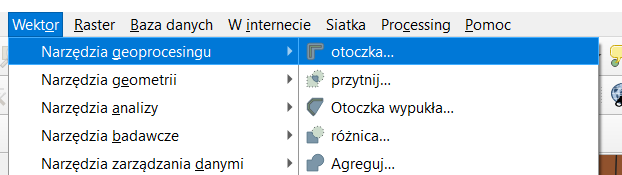 Wektor Raster Baza danych W internecie Siatka Processing Pomoc
Narzędzia geoprocesingu otoczka...
Narzędzia geometrii przytnij...
Narzędzia analizy Otoczka wypukła...
Narzędzia badawcze różnica...
Narzędzia zarządzania danymi Agreguj...